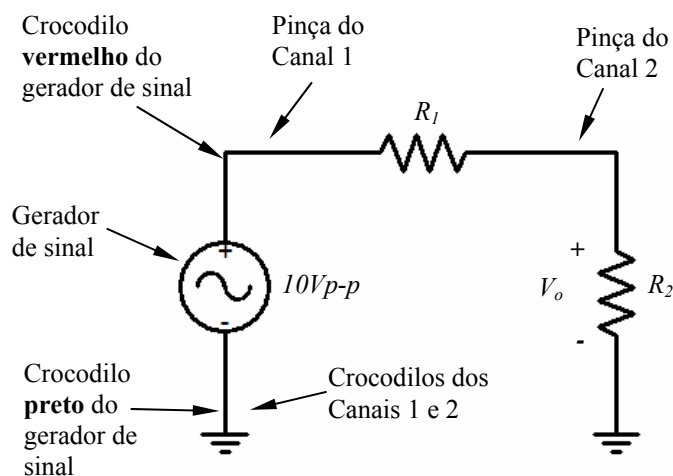 Crocodilo
vermelho do
gerador de sinal
Pinça do
Canal 1
Pinça do
Canal 2
R1
Gerador
de sinal
+
-
10Vp-p
+
Vo
-
R2
Crocodilo
preto do
gerador de
sinal
Crocodilos dos
Canais 1 e 2